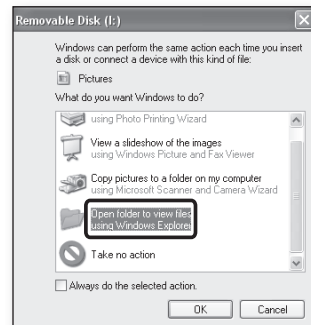 Removable Disk (I:)
Windows can perform the same action each time you insert
a disk or connect a device with this kind of file:
Pictures
What do you want Windows to do?
using Photo Printing Wizard
View a slideshow of the images
using Windows Picture and Fax Viewer
Copy pictures to a folder on my computer
using Microsoft Scanner and Camera Wizard
Open folder to view files
using Windows Explorer
Take no action
Always do the selected action.
OK
Cancel